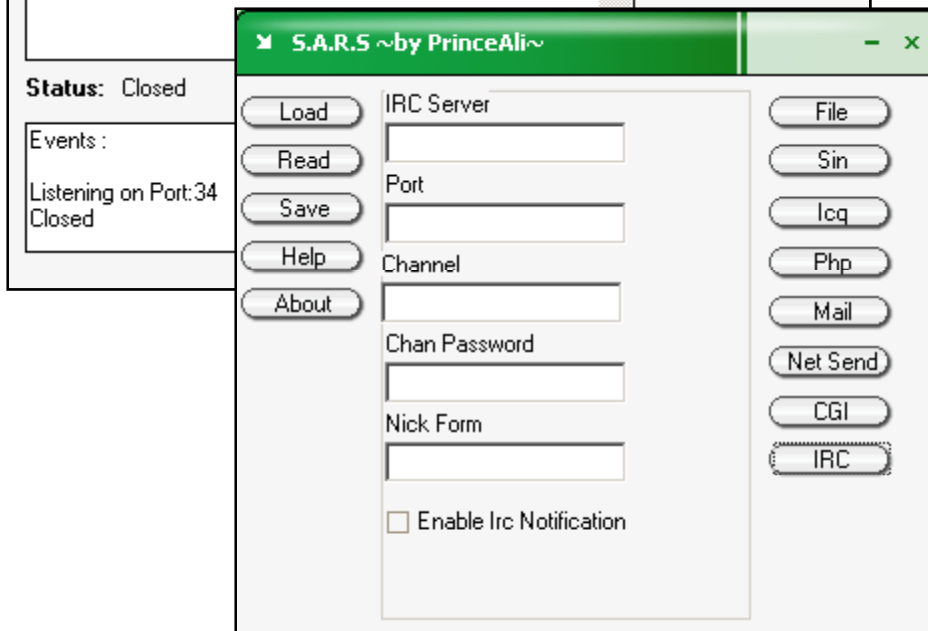 S.A.R.S ~by PrinceAli~
Status: Closed
Events :
Listening on Port:34
Closed
Load
Read
Save
Help
About
IRC Server
Port
Channel
Chan Password
Nick Form
Enable Irc Notification
File
Sin
Icq
Php
Mail
Net Send
CGI
IRC